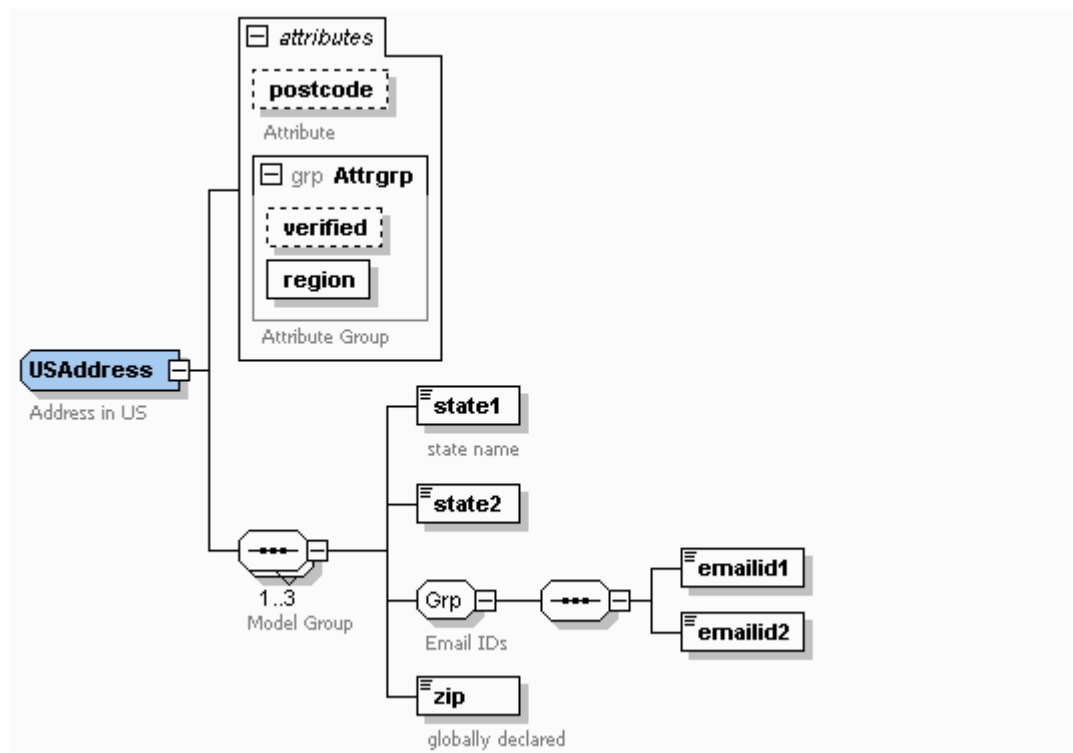 attributes
postcode
Attribute
grp Attrgrp
verified
region
Attribute Group
USAddress
Address in US
state1
state name
state2
1..3
Model Group
Grp
Email IDs
emailid1
emailid2
zip
globally declared